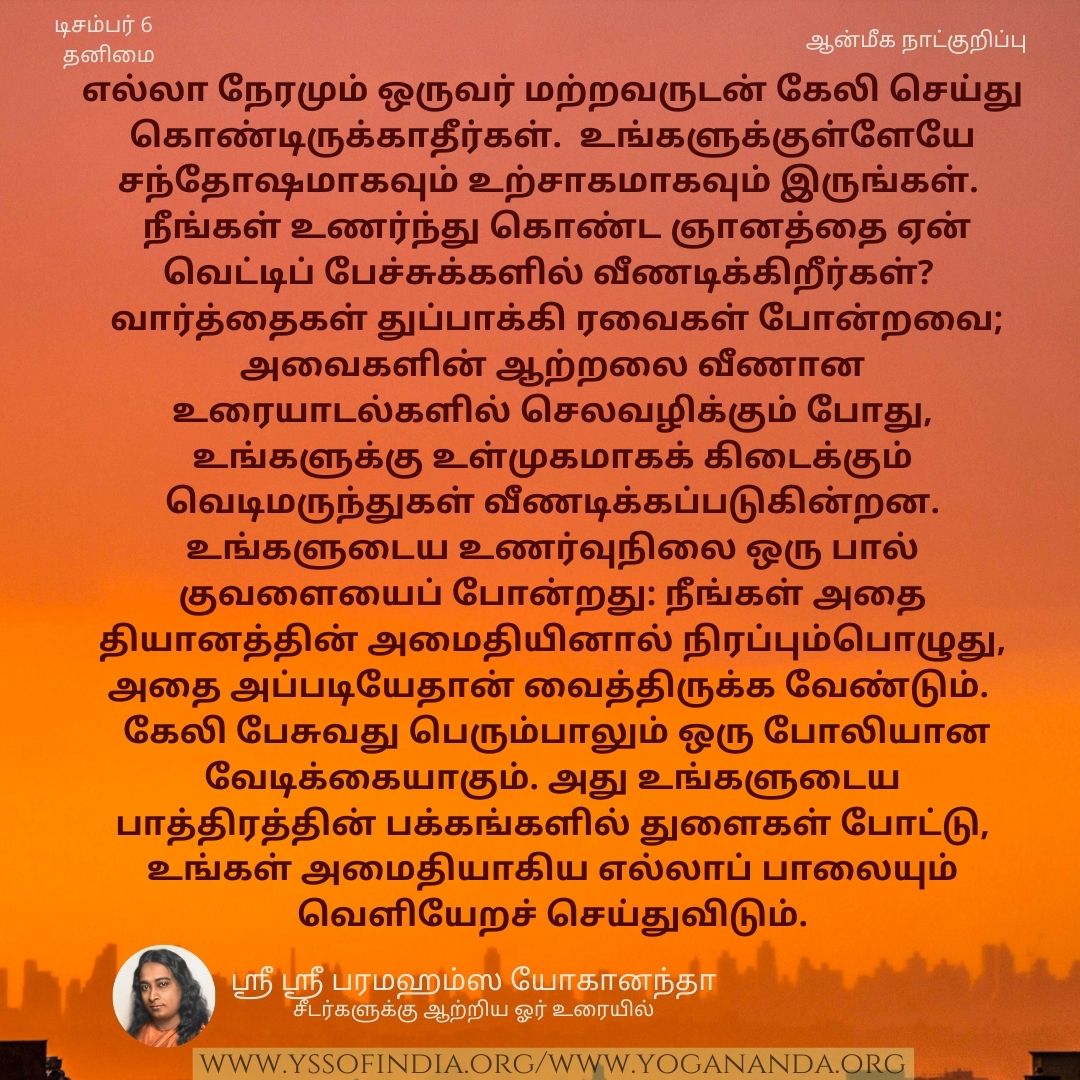 டிசம்பர் 6
தனிமை
ஆன்மீக நாட்குறிப்பு
எல்லா நேரமும் ஒருவர் மற்றவருடன் கேலி செய்து
கொண்டிருக்காதீர்கள். உங்களுக்குள்ளேயே
சந்தோஷமாகவும் உற்சாகமாகவும் இருங்கள்.
நீங்கள் உணர்ந்து கொண்ட ஞானத்தை ஏன்
வெட்டிப் பேச்சுக்களில் வீணடிக்கிறீர்கள்?
வார்த்தைகள் துப்பாக்கி ரவைகள் போன்றவை;
அவைகளின் ஆற்றலை வீணான
உரையாடல்களில் செலவழிக்கும் போது,
உங்களுக்கு உள்முகமாகக் கிடைக்கும்
வெடிமருந்துகள் வீணடிக்கப்படுகின்றன.
உங்களுடைய உணர்வுநிலை ஒரு பால்
குவளையைப் போன்றது: நீங்கள் அதை
தியானத்தின் அமைதியினால் நிரப்பும்பொழுது,
அதை அப்படியேதான் வைத்திருக்க வேண்டும்.
கேலி பேசுவது பெரும்பாலும் ஒரு போலியான
வேடிக்கையாகும். அது உங்களுடைய
பாத்திரத்தின் பக்கங்களில் துளைகள் போட்டு,
உங்கள் அமைதியாகிய எல்லாப் பாலையும்
வெளியேறச் செய்துவிடும்.
ஸ்ரீ ஸ்ரீ பரமஹம்ஸ யோகானந்தா
சீடர்களுக்கு ஆற்றிய ஓர் உரையில்
WWW.YSSOFINDIA.ORG/WWW.YOGANANDA.ORG